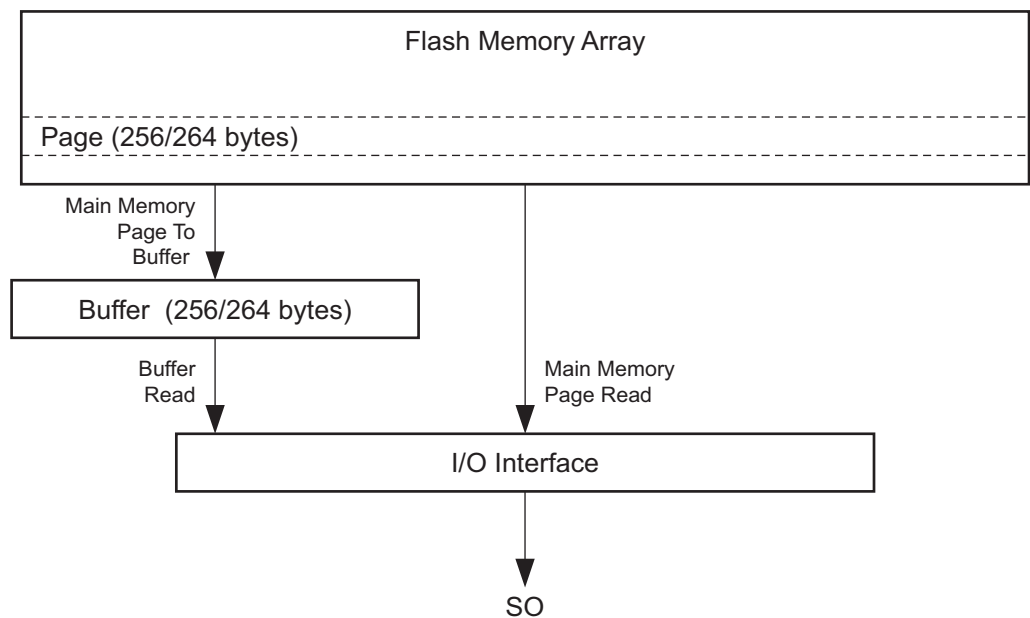 Flash Memory Array
Page (256/264 bytes)
Main Memory
Page To
Buffer
Buffer (256/264 bytes)
Buffer
Read
Main Memory
Page Read
I/O Interface
SO